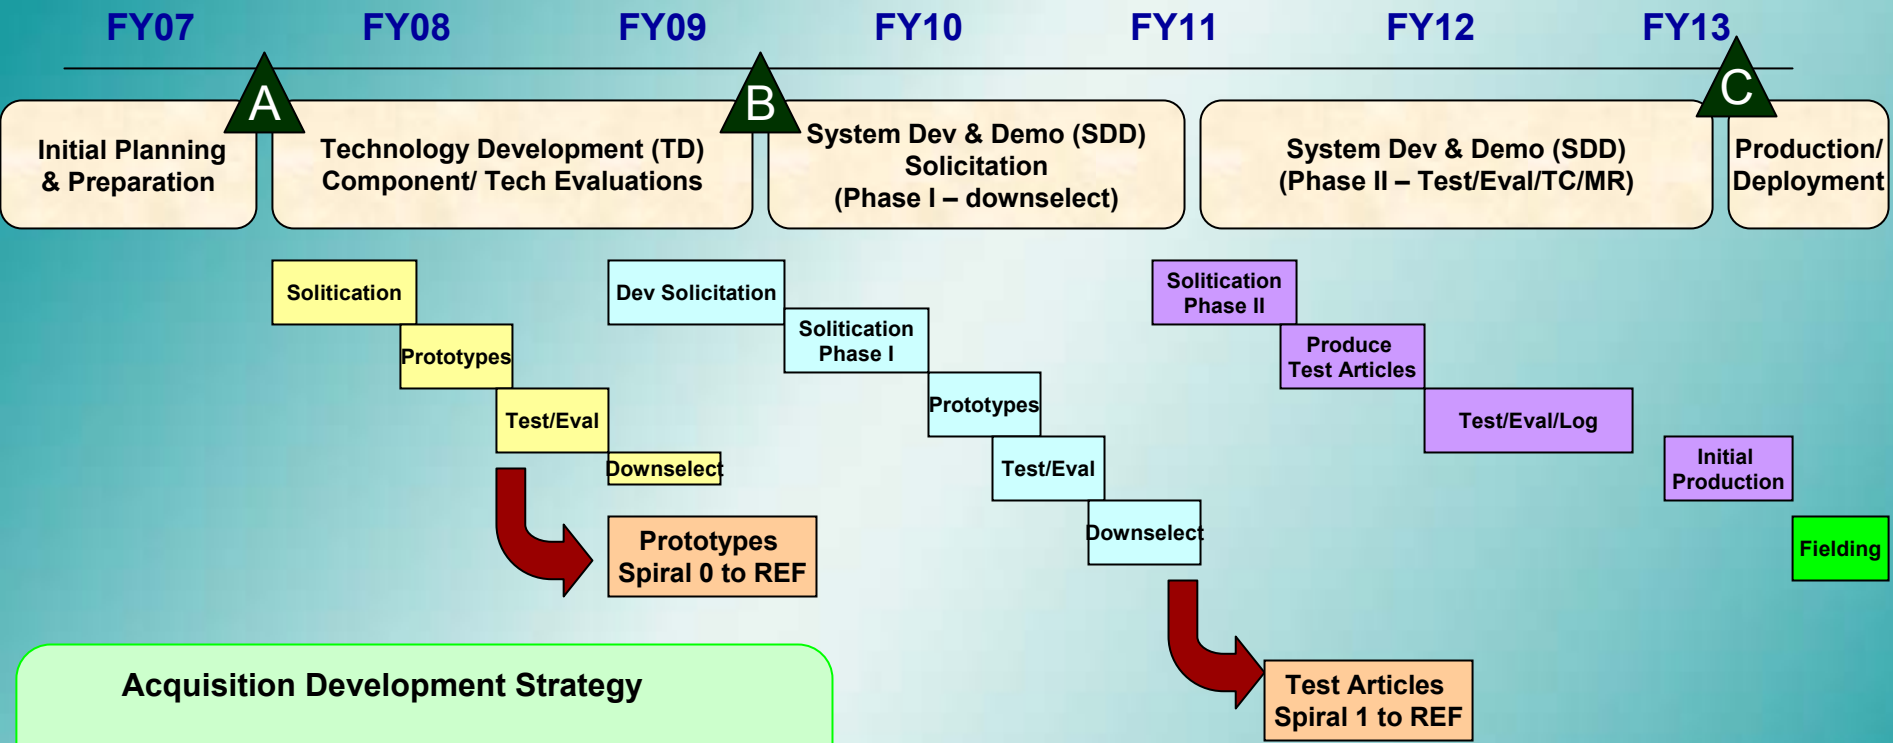 FY07 FY08 FY09 FY10 FY11 FY12 FY13
A B C
Initial Planning
& Preparation
Technology Development (TD)
Component/ Tech Evaluations
System Dev & Demo (SDD)
Solicitation
(Phase I – downselect)
System Dev & Demo (SDD)
(Phase II – Test/Eval/TC/MR)
Production/
Deployment
Solitication
Prototypes
Test/Eval
Downselect
Prototypes
Spiral 0 to REF
Dev Solicitation
Solitication
Phase I
Prototypes
Test/Eval
Downselect
Solitication
Phase II
Produce
Test Articles
Test/Eval/Log
Initial
Production
Fielding
Test Articles
Spiral 1 to REF
Acquisition Development Strategy